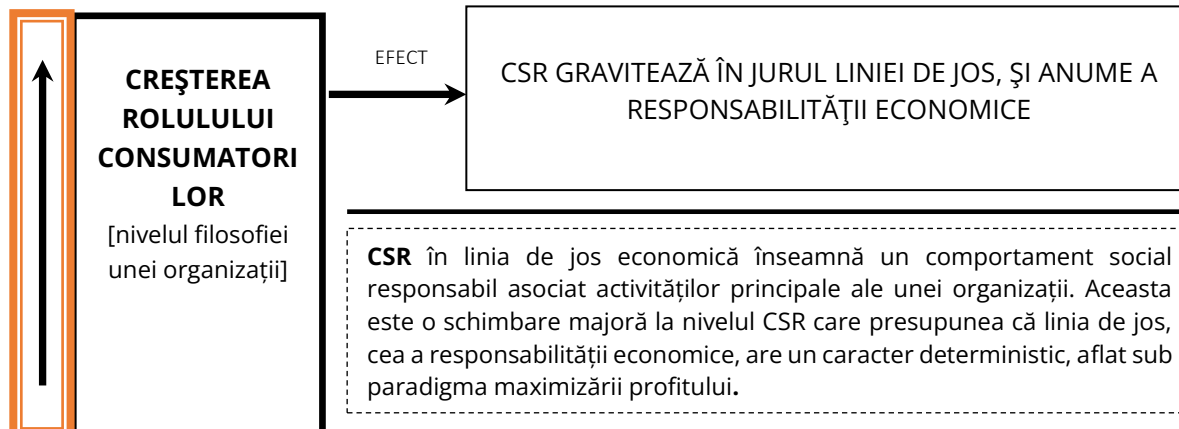 CREŞTEREA
ROLULULUI
CONSUMATORI
LOR
[nivelul filosofiei
unei organizații]
EFECT
CSR GRAVITEAZĂ ÎN JURUL LINIEI DE JOS, ŞI ANUME A
RESPONSABILITĂŢII ECONOMICE
CSR în linia de jos economică înseamnă un comportament social
responsabil asociat activităților principale ale unei organizații. Aceasta
este o schimbare majoră la nivelul CSR care presupunea că linia de jos,
cea a responsabilității economice, are un caracter deterministic, aflat sub
paradigma maximizării profitului.